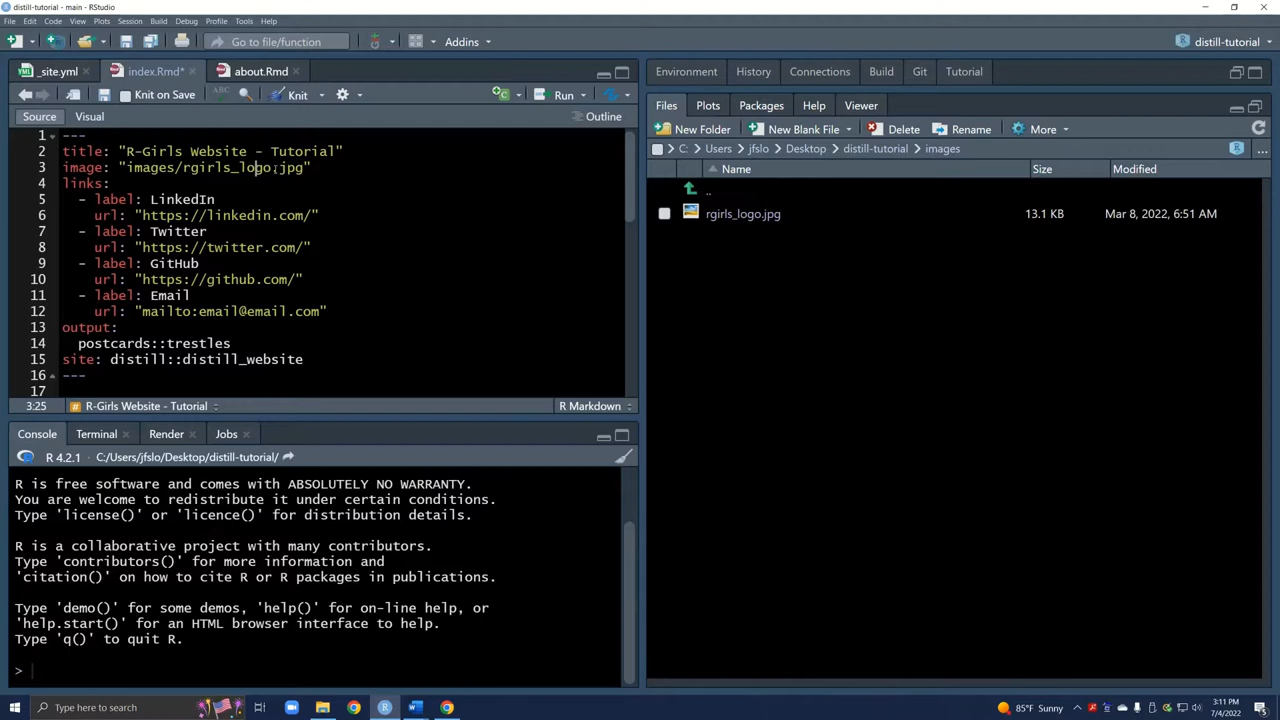 distill-tutorial - main - RStudio
File Edit Code View Plots Session Build Debug Profile Tools Help
Go to file/function Addins distill-tutorial
_site.yml index.Rmd* about.Rmd
Knit on Save ABC Knit Run
Source Visual Outline
1 ---
2 title: "R-Girls Website - Tutorial"
3 image: "images/rgirls_logo.jpg"
4 links:
5 - label: LinkedIn
6 url: "https://linkedin.com/"
7 - label: Twitter
8 url: "https://twitter.com/"
9 - label: GitHub
10 url: "https://github.com/"
11 - label: Email
12 url: "mailto:email@email.com"
13 output:
14 postcards::trestles
15 site: distill::distill_website
16 ---
17
3:25 # R-Girls Website - Tutorial R Markdown
Console Terminal Render Jobs
R 4.2.1 · C:/Users/jfslo/Desktop/distill-tutorial/
R is free software and comes with ABSOLUTELY NO WARRANTY.
You are welcome to redistribute it under certain conditions.
Type 'license()' or 'licence()' for distribution details.
R is a collaborative project with many contributors.
Type 'contributors()' for more information and
'citation()' on how to cite R or R packages in publications.
Type 'demo()' for some demos, 'help()' for on-line help, or
'help.start()' for an HTML browser interface to help.
Type 'q()' to quit R.
>
Environment History Connections Build Git Tutorial
Files Plots Packages Help Viewer
New Folder New Blank File Delete Rename More
C: Users jfslo Desktop distill-tutorial images ...
Name Size Modified
..
rgirls_logo.jpg 13.1 KB Mar 8, 2022, 6:51 AM
Type here to search
85°F Sunny
3:11 PM
7/4/2022